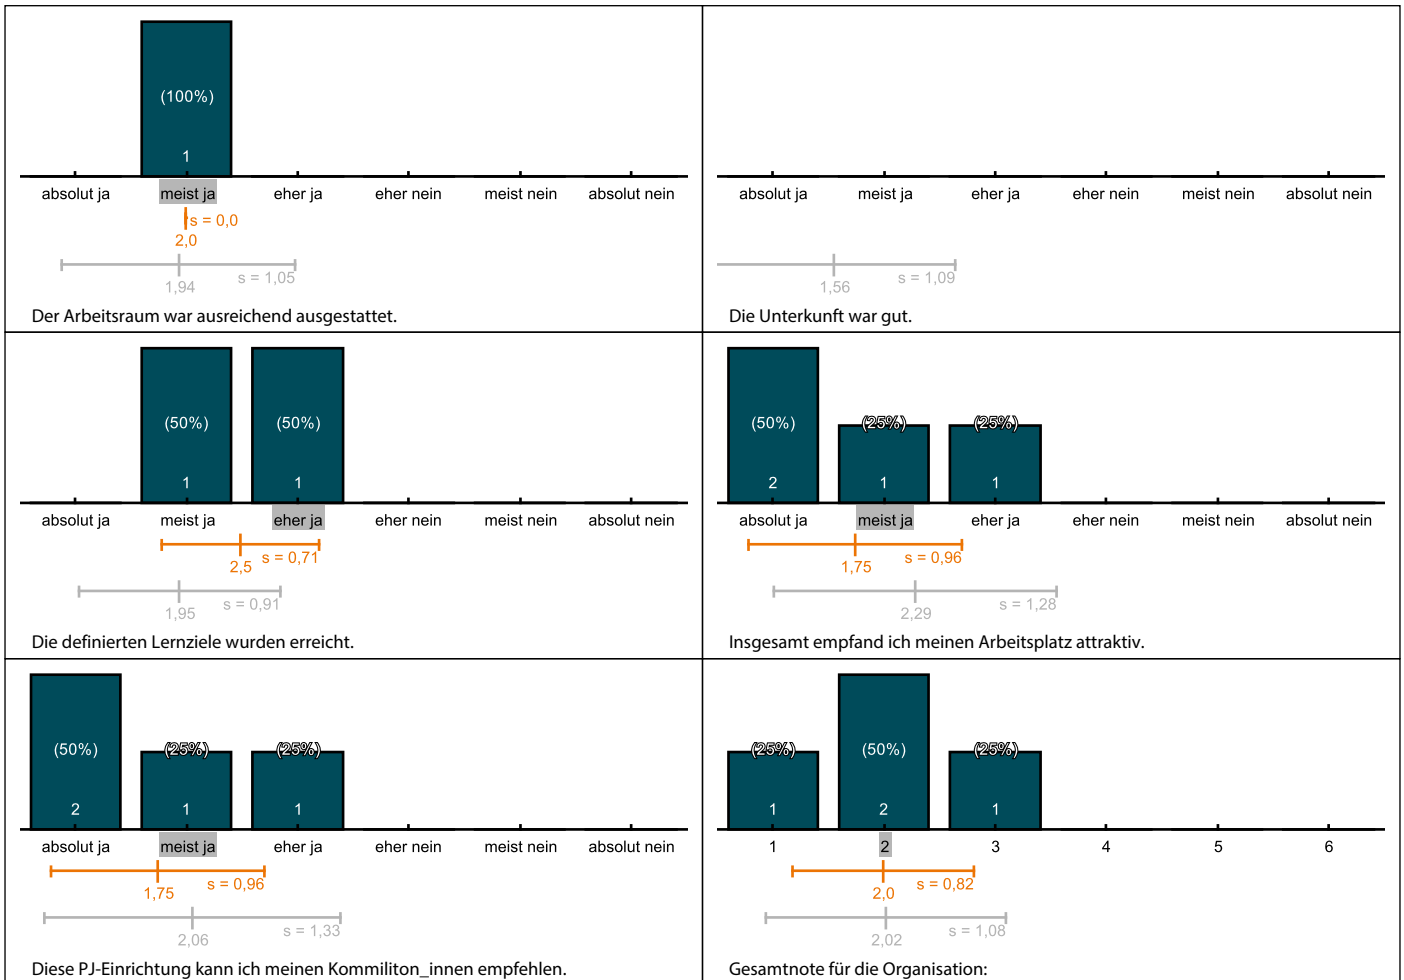 (100%)
1
absolut ja meist ja eher ja eher nein meist nein absolut nein
s = 0,0
2,0
s = 1,05
1,94
Der Arbeitsraum war ausreichend ausgestattet.
absolut ja meist ja eher ja eher nein meist nein absolut nein
s = 1,09
1,56
Die Unterkunft war gut.
(50%) (50%)
1 1
absolut ja meist ja eher ja eher nein meist nein absolut nein
s = 0,71
2,5
s = 0,91
1,95
Die definierten Lernziele wurden erreicht.
(50%) (25%) (25%)
2 1 1
absolut ja meist ja eher ja eher nein meist nein absolut nein
s = 0,96
1,75
s = 1,28
2,29
Insgesamt empfand ich meinen Arbeitsplatz attraktiv.
(50%) (25%) (25%)
2 1 1
absolut ja meist ja eher ja eher nein meist nein absolut nein
s = 0,96
1,75
s = 1,33
2,06
Diese PJ-Einrichtung kann ich meinen Kommiliton_innen empfehlen.
(25%) (50%) (25%)
1 2 1
1 2 3 4 5 6
s = 0,82
2,0
s = 1,08
2,02
Gesamtnote für die Organisation: